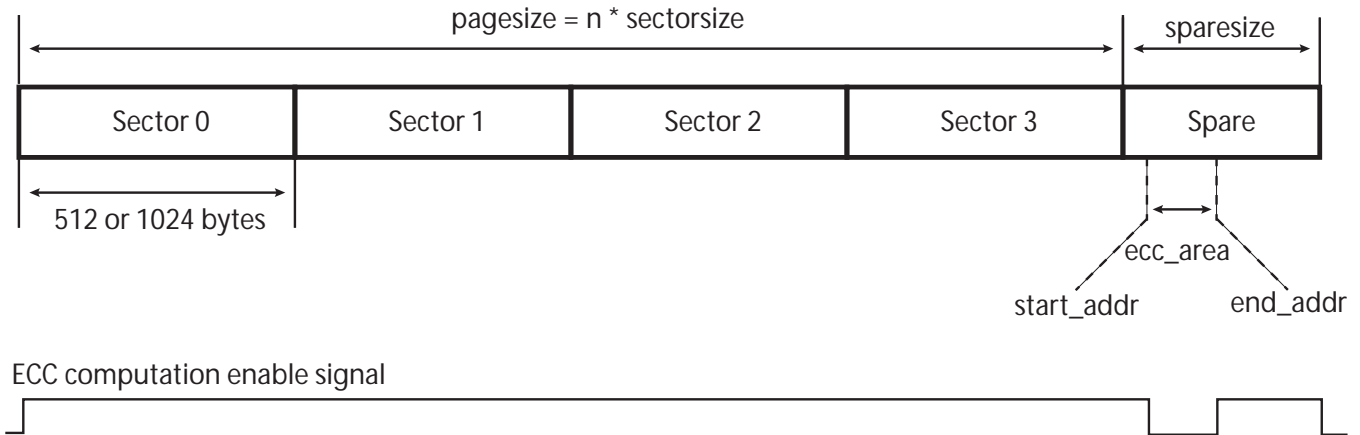 pagesize = n * sectorsize
sparesize
Sector 0
Sector 1
Sector 2
Sector 3
Spare
512 or 1024 bytes
ecc_area
start_addr
end_addr
ECC computation enable signal